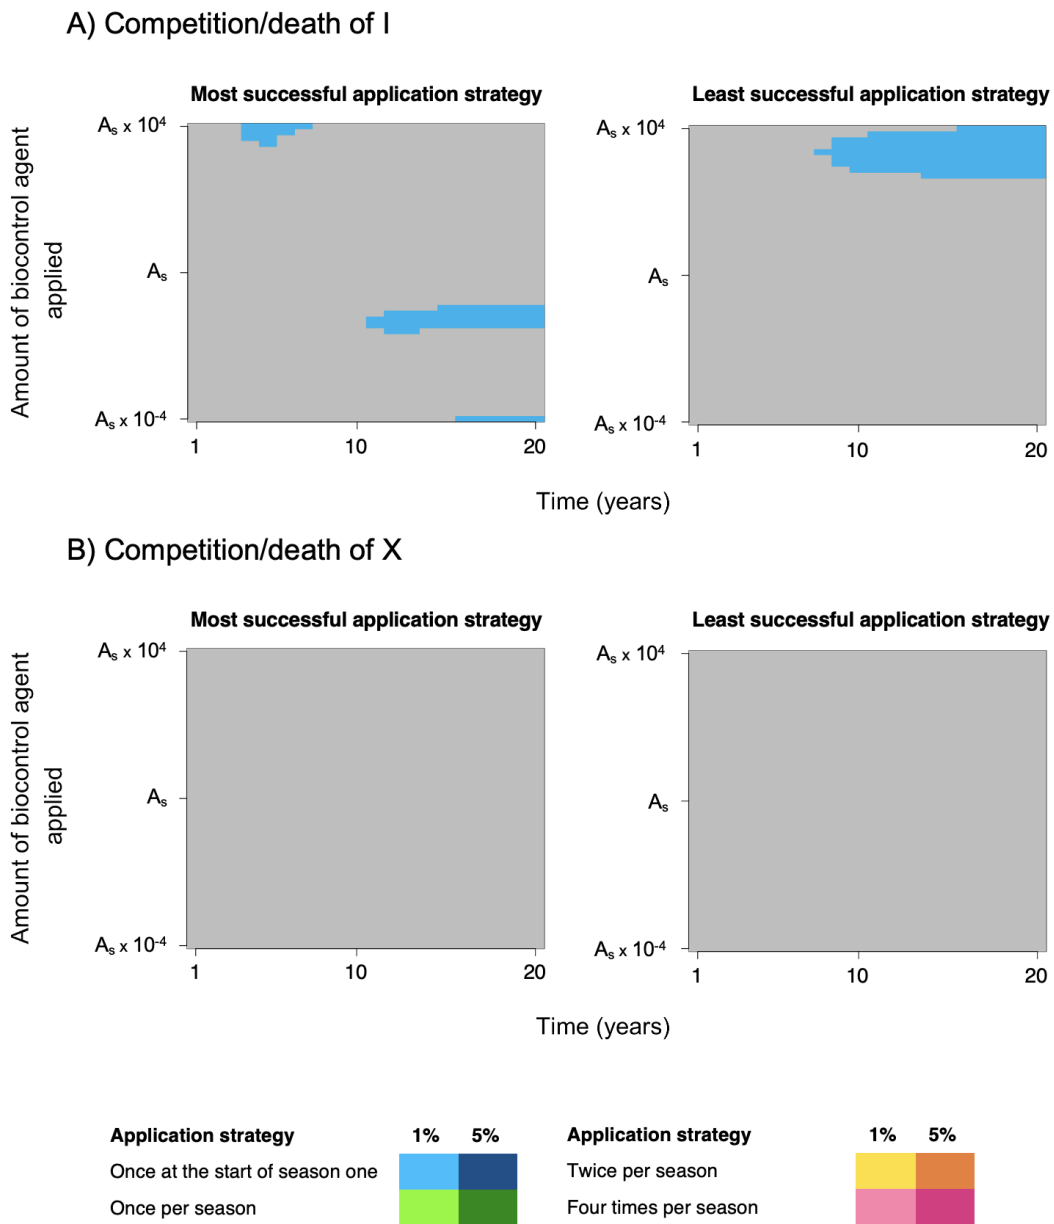 A) Competition/death of I
Most successful application strategy
Least successful application strategy
Amount of biocontrol agent
applied
As x 10⁴
As
As x 10⁻⁴
1 10 20
As x 10⁴
As
As x 10⁻⁴
1 10 20
Time (years)
B) Competition/death of X
Most successful application strategy
Least successful application strategy
Amount of biocontrol agent
applied
As x 10⁴
As
As x 10⁻⁴
1 10 20
As x 10⁴
As
As x 10⁻⁴
1 10 20
Time (years)
Application strategy 1% 5%
Once at the start of season one
Once per season
Application strategy 1% 5%
Twice per season
Four times per season